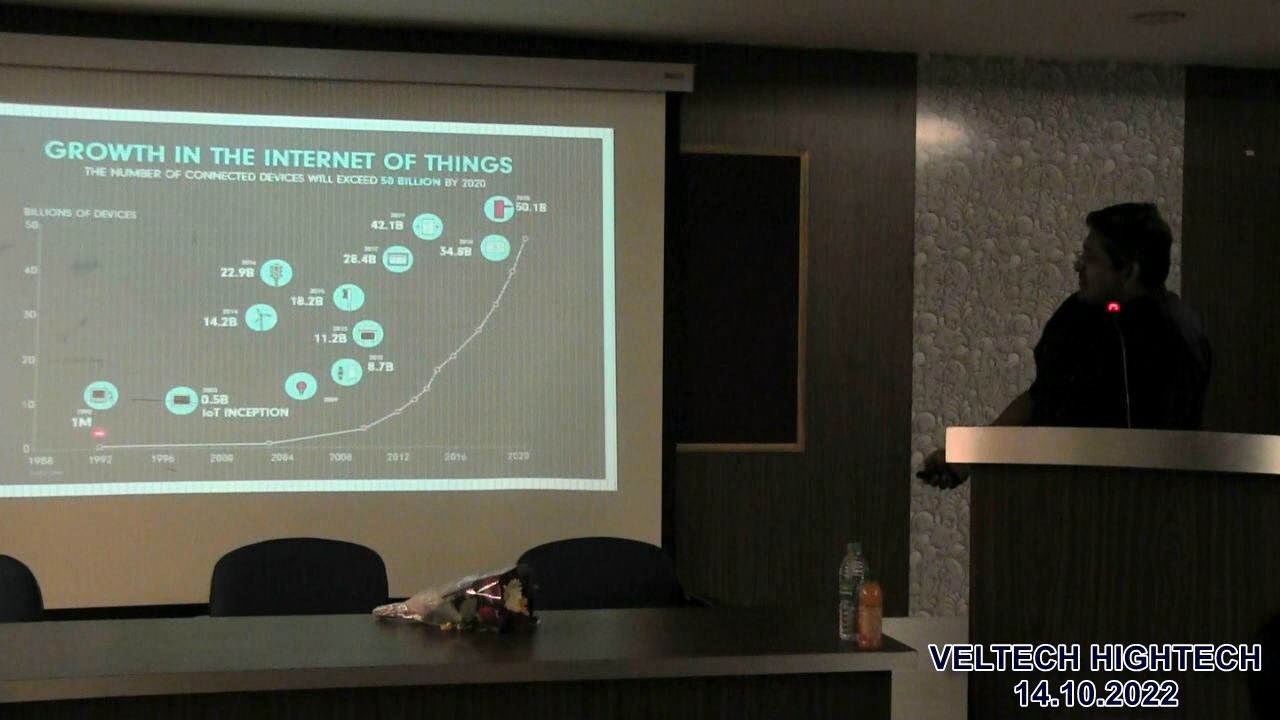 GROWTH IN THE INTERNET OF THINGS
THE NUMBER OF CONNECTED DEVICES WILL EXCEED 50 BILLION BY 2020
BILLIONS OF DEVICES
50
40
30
20
10
0
50.1B
42.1B
34.8B
28.4B
22.9B
18.2B
14.2B
11.2B
8.7B
2009
2003
0.5B
IoT INCEPTION
1992
1M
1988 1992 1996 2000 2004 2008 2012 2016 2020
VELTECH HIGHTECH
14.10.2022